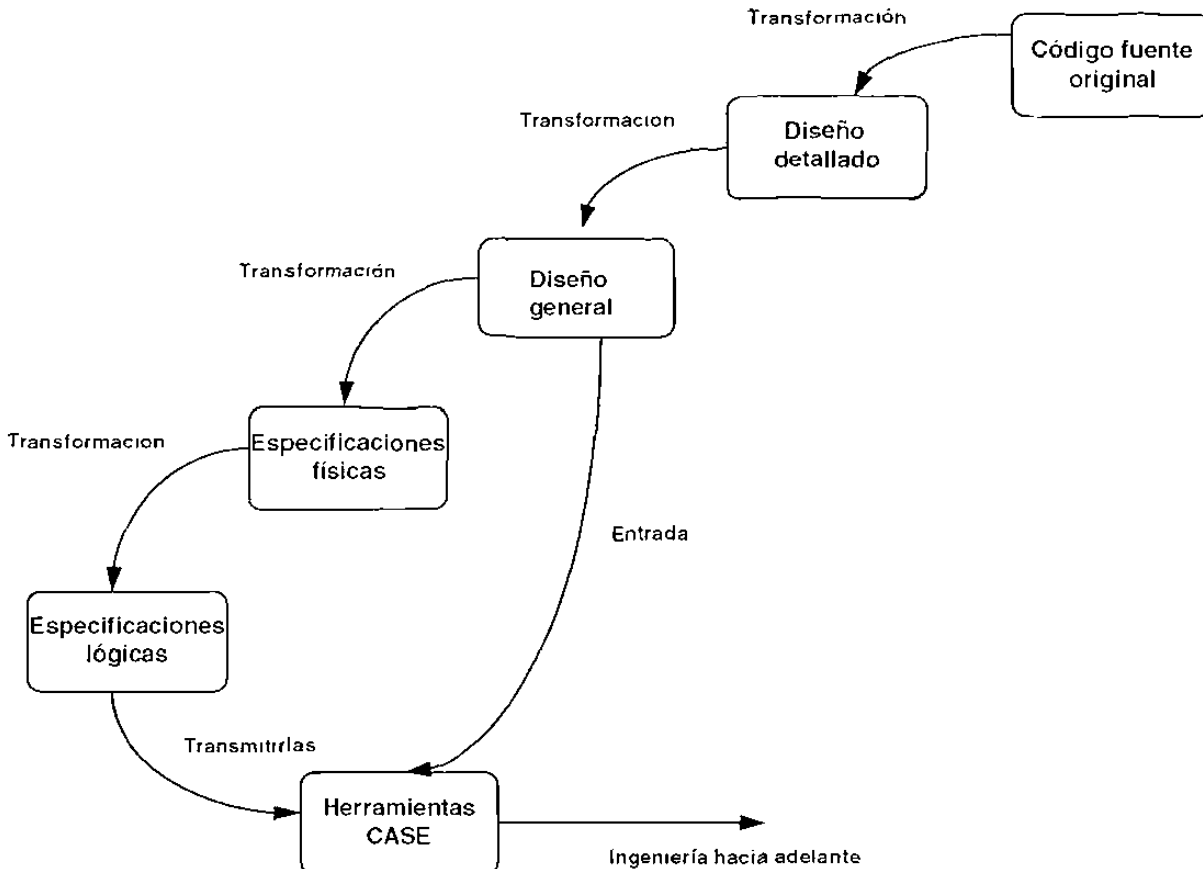 Transformación
Código fuente
original
Transformacion
Diseño
detallado
Transformación
Diseño
general
Transformacion
Especificaciones
físicas
Entrada
Especificaciones
lógicas
Transmitirlas
Herramientas
CASE
Ingeniería hacia adelante